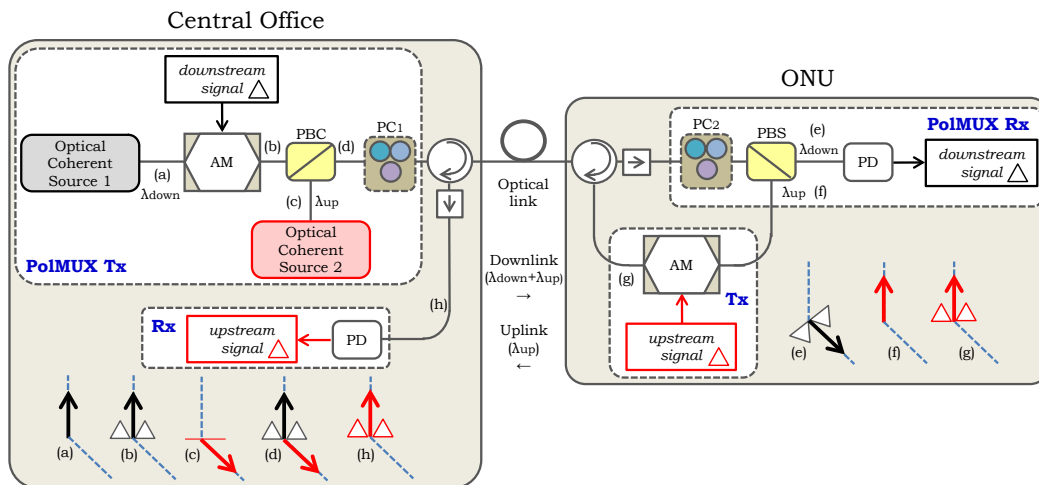 Central Office
ONU
downstream
signal
PBC
PC1
Optical
Coherent
Source 1
(a)
λdown
AM
(b)
(d)
(c)
λup
Optical
Coherent
Source 2
PolMUX Tx
(h)
Rx
upstream
signal
PD
(a)
(b)
(c)
(d)
(h)
Optical
link
Downlink
(λdown+λup)
→
Uplink
(λup)
←
PC2
PBS
(e)
λdown
PolMUX Rx
PD
downstream
signal
λup
(f)
(g)
AM
Tx
upstream
signal
(e)
(f)
(g)